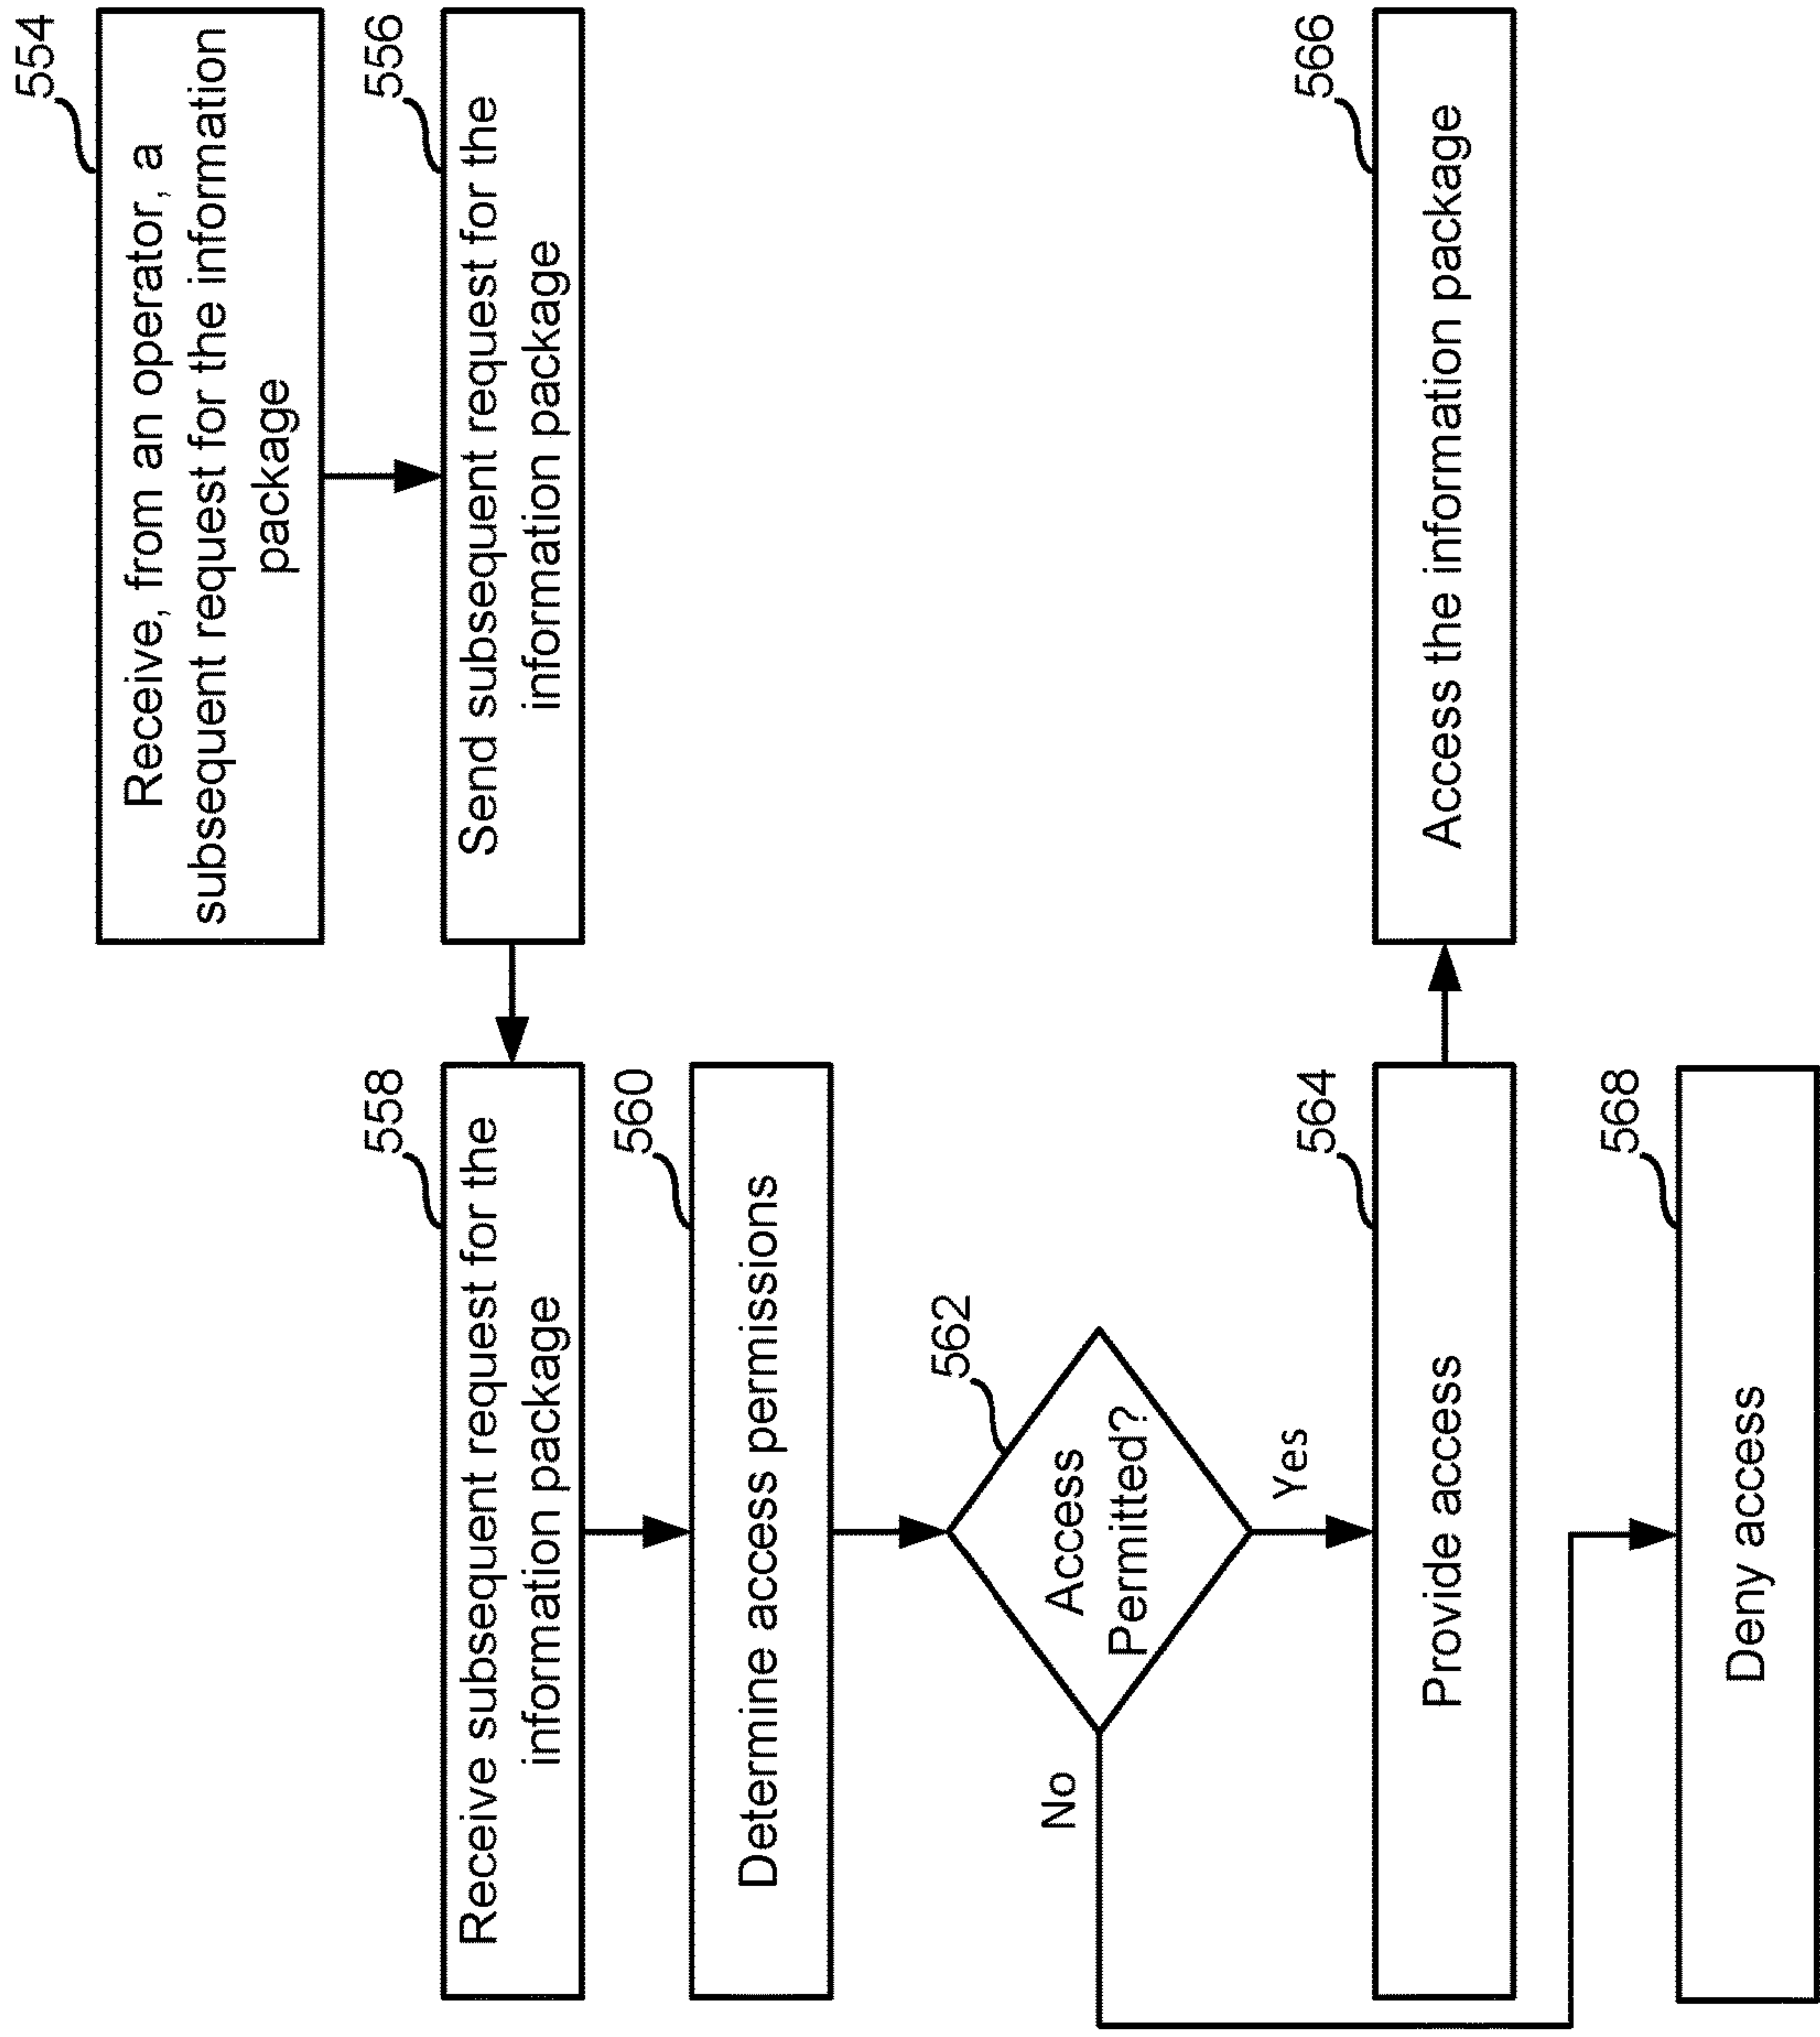 554
Receive, from an operator, a
subsequent request for the information
package
556
Send subsequent request for the
information package
558
Receive subsequent request for the
information package
560
Determine access permissions
562
Access
Permitted?
No
Yes
564
Provide access
566
Access the information package
568
Deny access